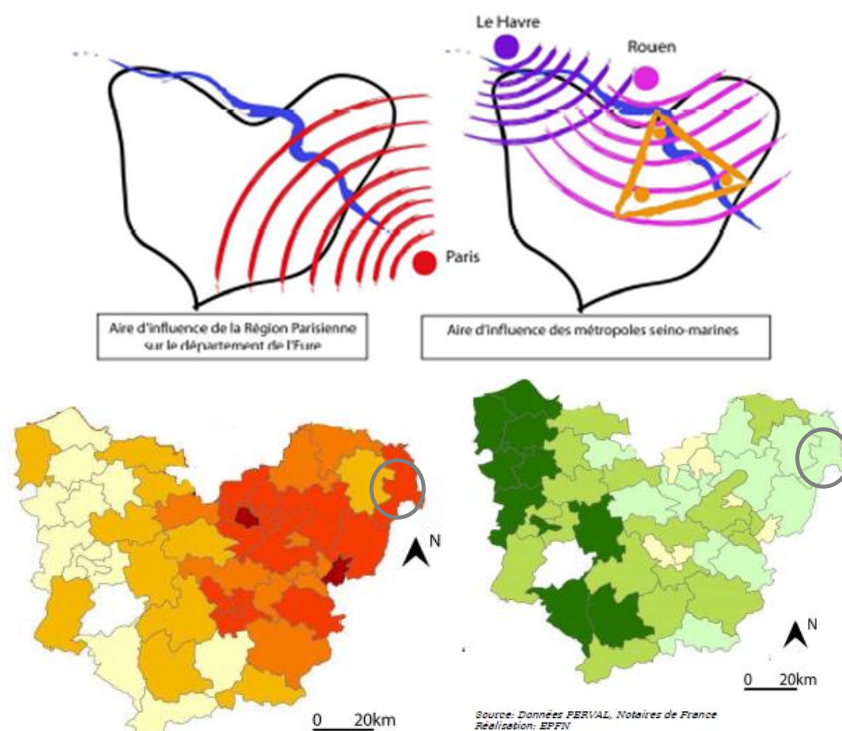 Le Havre
Rouen
Paris
Aire d'influence de la Région Parisienne
sur le département de l'Eure
Aire d'influence des métropoles seino-marines
N
0 20km
N
0 20km
Source: Données PERVAL, Notaires de France
Réalisation: EPFN